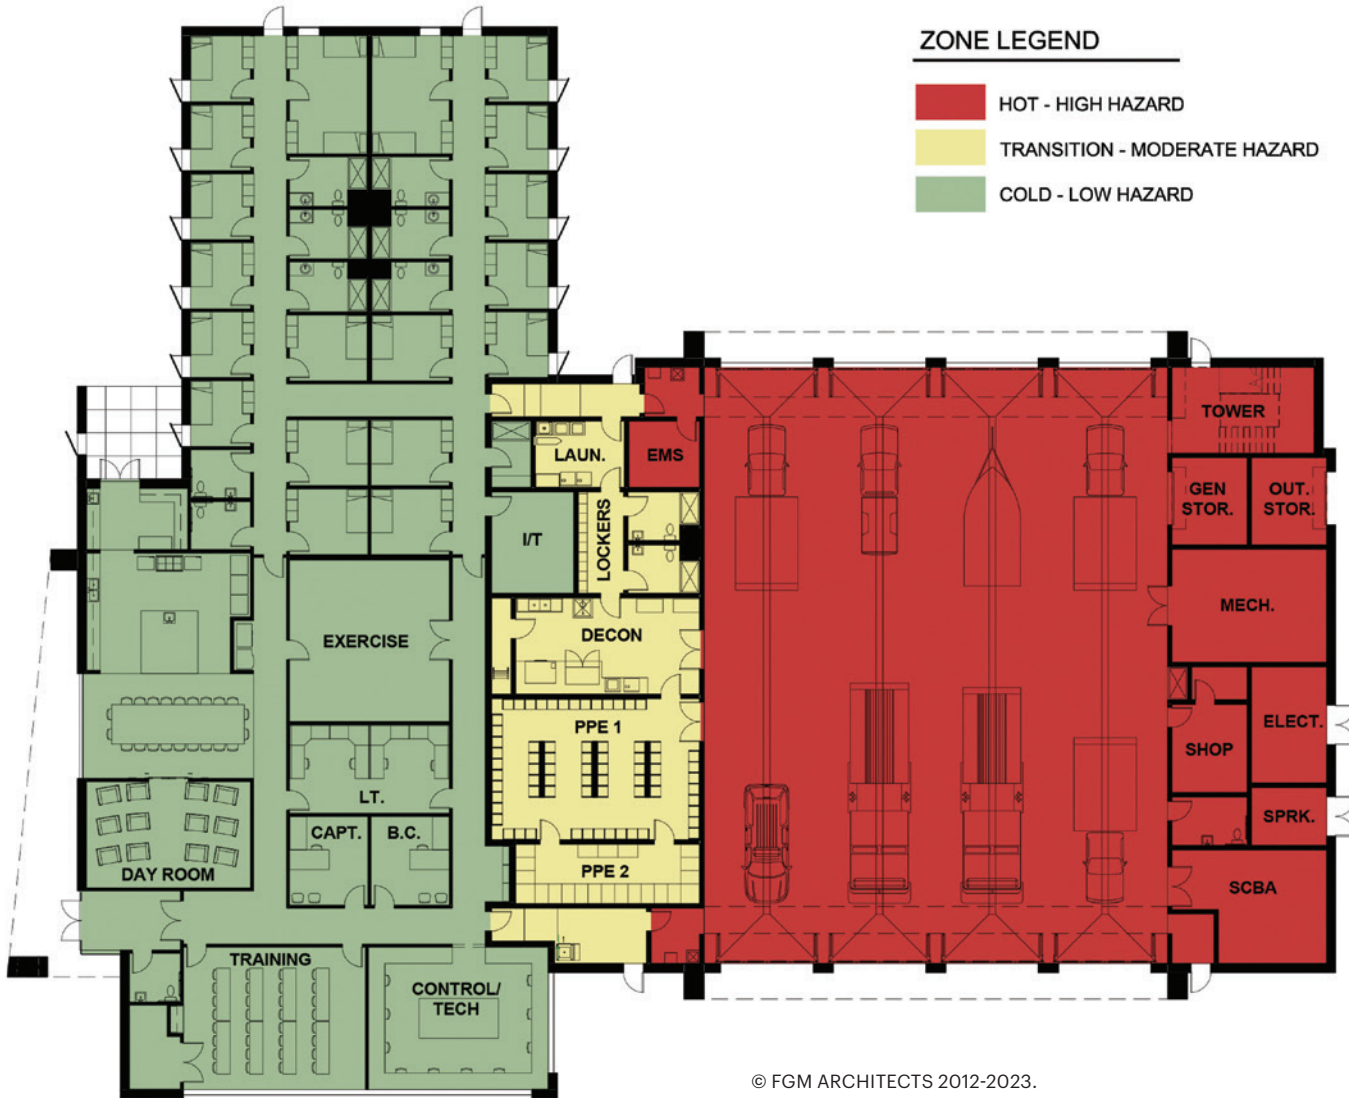 ZONE LEGEND
HOT - HIGH HAZARD
TRANSITION - MODERATE HAZARD
COLD - LOW HAZARD
TOWER
LAUN.
EMS
GEN
STOR.
OUT.
STOR.
I/T
LOCKERS
MECH.
EXERCISE
DECON
PPE 1
ELECT.
SHOP
LT.
CAPT.
B.C.
SPRK.
DAY ROOM
PPE 2
SCBA
TRAINING
CONTROL/
TECH
© FGM ARCHITECTS 2012-2023.